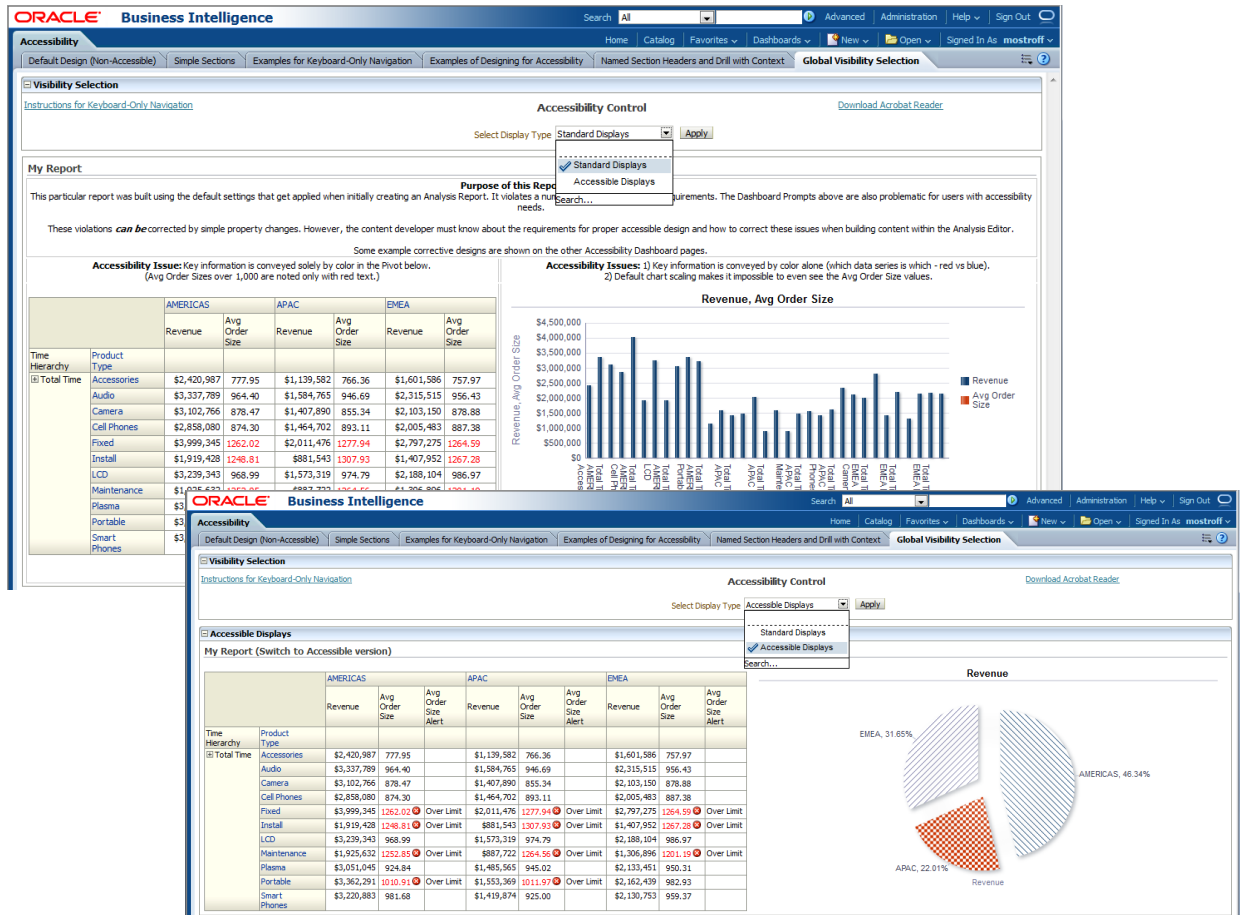 ORACLE Business Intelligence
Search All Advanced Administration Help Sign Out
Accessibility
Home Catalog Favorites Dashboards New Open Signed In As mostroff
Default Design (Non-Accessible) Simple Sections Examples for Keyboard-Only Navigation Examples of Designing for Accessibility Named Section Headers and Drill with Context Global Visibility Selection
Visibility Selection
Instructions for Keyboard-Only Navigation
Accessibility Control
Download Acrobat Reader
Select Display Type Standard Displays Apply
Standard Displays
Accessible Displays
Search...
My Report
Purpose of this Repo
This particular report was built using the default settings that get applied when initially creating an Analysis Report. It violates a num quirements. The Dashboard Prompts above are also problematic for users with accessibility
needs.
These violations can be corrected by simple property changes. However, the content developer must know about the requirements for proper accessible design and how to correct these issues when building content within the Analysis Editor.
Some example corrective designs are shown on the other Accessibility Dashboard pages.
Accessibility Issue: Key information is conveyed solely by color in the Pivot below.
(Avg Order Sizes over 1,000 are noted only with red text.)
Accessibility Issues: 1) Key information is conveyed by color alone (which data series is which - red vs blue).
2) Default chart scaling makes it impossible to even see the Avg Order Size values.
AMERICAS APAC EMEA
Revenue Avg Order Size Revenue Avg Order Size Revenue Avg Order Size
Time Hierarchy Product Type
Total Time Accessories $2,420,987 777.95 $1,139,582 766.36 $1,601,586 757.97
Audio $3,337,789 964.40 $1,584,765 946.69 $2,315,515 956.43
Camera $3,102,766 878.47 $1,407,890 855.34 $2,103,150 878.88
Cell Phones $2,858,080 874.30 $1,464,702 893.11 $2,005,483 887.38
Fixed $3,999,345 1262.02 $2,011,476 1277.94 $2,797,275 1264.59
Install $1,919,428 1248.81 $881,543 1307.93 $1,407,952 1267.28
LCD $3,239,343 968.99 $1,573,319 974.79 $2,188,104 986.97
Maintenance
Plasma
Portable
Smart Phones
Revenue, Avg Order Size
Revenue, Avg Order Size
$4,500,000
$4,000,000
$3,500,000
$3,000,000
$2,500,000
$2,000,000
$1,500,000
$1,000,000
$500,000
$0
Revenue
Avg Order Size
ORACLE Business Intelligence
Search All Advanced Administration Help Sign Out
Accessibility
Home Catalog Favorites Dashboards New Open Signed In As mostroff
Default Design (Non-Accessible) Simple Sections Examples for Keyboard-Only Navigation Examples of Designing for Accessibility Named Section Headers and Drill with Context Global Visibility Selection
Visibility Selection
Instructions for Keyboard-Only Navigation
Accessibility Control
Download Acrobat Reader
Select Display Type Accessible Displays Apply
Standard Displays
Accessible Displays
Search...
Accessible Displays
My Report (Switch to Accessible version)
AMERICAS APAC EMEA
Revenue Avg Order Size Avg Order Size Alert Revenue Avg Order Size Avg Order Size Alert Revenue Avg Order Size Avg Order Size Alert
Time Hierarchy Product Type
Total Time Accessories $2,420,987 777.95 $1,139,582 766.36 $1,601,586 757.97
Audio $3,337,789 964.40 $1,584,765 946.69 $2,315,515 956.43
Camera $3,102,766 878.47 $1,407,890 855.34 $2,103,150 878.88
Cell Phones $2,858,080 874.30 $1,464,702 893.11 $2,005,483 887.38
Fixed $3,999,345 1262.02 Over Limit $2,011,476 1277.94 Over Limit $2,797,275 1264.59 Over Limit
Install $1,919,428 1248.81 Over Limit $881,543 1307.93 Over Limit $1,407,952 1267.28 Over Limit
LCD $3,239,343 968.99 $1,573,319 974.79 $2,188,104 986.97
Maintenance $1,925,632 1252.85 Over Limit $887,722 1264.56 Over Limit $1,306,896 1201.19 Over Limit
Plasma $3,051,045 924.84 $1,485,565 945.02 $2,133,451 950.31
Portable $3,362,291 1010.91 Over Limit $1,553,369 1011.97 Over Limit $2,162,439 982.93
Smart Phones $3,220,883 981.68 $1,419,874 925.00 $2,130,753 959.37
Revenue
EMEA, 31.65%
AMERICAS, 46.34%
APAC, 22.01%
Revenue